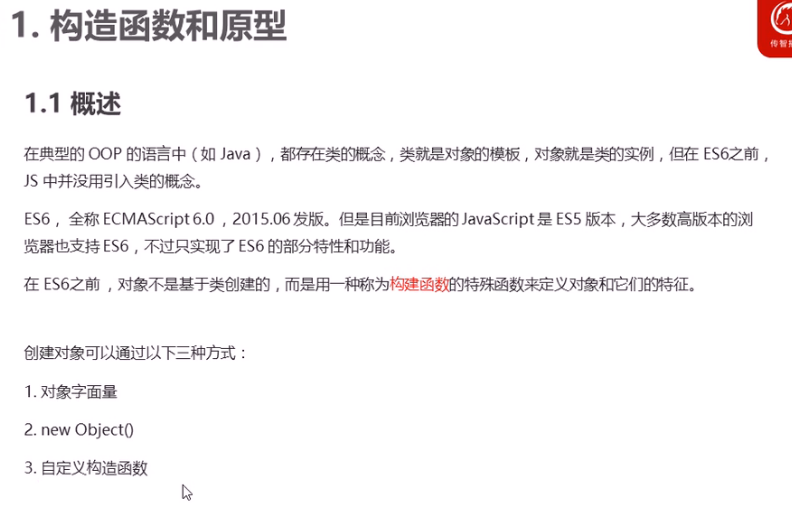 1. 构造函数和原型
传智播
1.1 概述
在典型的 OOP 的语言中（如 Java），都存在类的概念，类就是对象的模板，对象就是类的实例，但在 ES6之前，
JS 中并没用引入类的概念。
ES6， 全称 ECMAScript 6.0 ，2015.06 发版。但是目前浏览器的 JavaScript 是 ES5 版本，大多数高版本的浏
览器也支持 ES6，不过只实现了 ES6 的部分特性和功能。
在 ES6之前 ，对象不是基于类创建的，而是用一种称为构建函数的特殊函数来定义对象和它们的特征。
创建对象可以通过以下三种方式：
1. 对象字面量
2. new Object()
3. 自定义构造函数